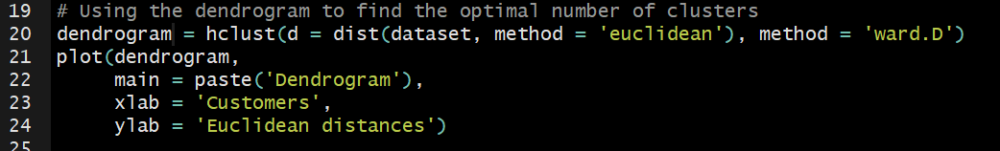 19 # Using the dendrogram to find the optimal number of clusters
20 dendrogram = hclust(d = dist(dataset, method = 'euclidean'), method = 'ward.D')
21 plot(dendrogram,
22      main = paste('Dendrogram'),
23      xlab = 'Customers',
24      ylab = 'Euclidean distances')
25